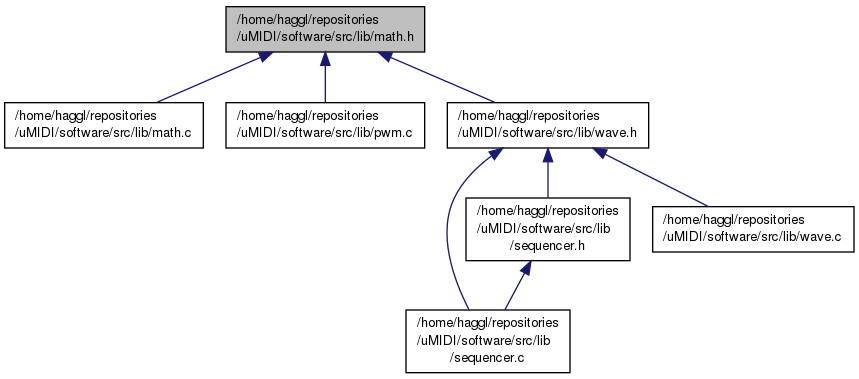 /home/haggl/repositories
/uMIDI/software/src/lib/math.h
/home/haggl/repositories
/uMIDI/software/src/lib/math.c
/home/haggl/repositories
/uMIDI/software/src/lib/pwm.c
/home/haggl/repositories
/uMIDI/software/src/lib/wave.h
/home/haggl/repositories
/uMIDI/software/src/lib
/sequencer.h
/home/haggl/repositories
/uMIDI/software/src/lib/wave.c
/home/haggl/repositories
/uMIDI/software/src/lib
/sequencer.c